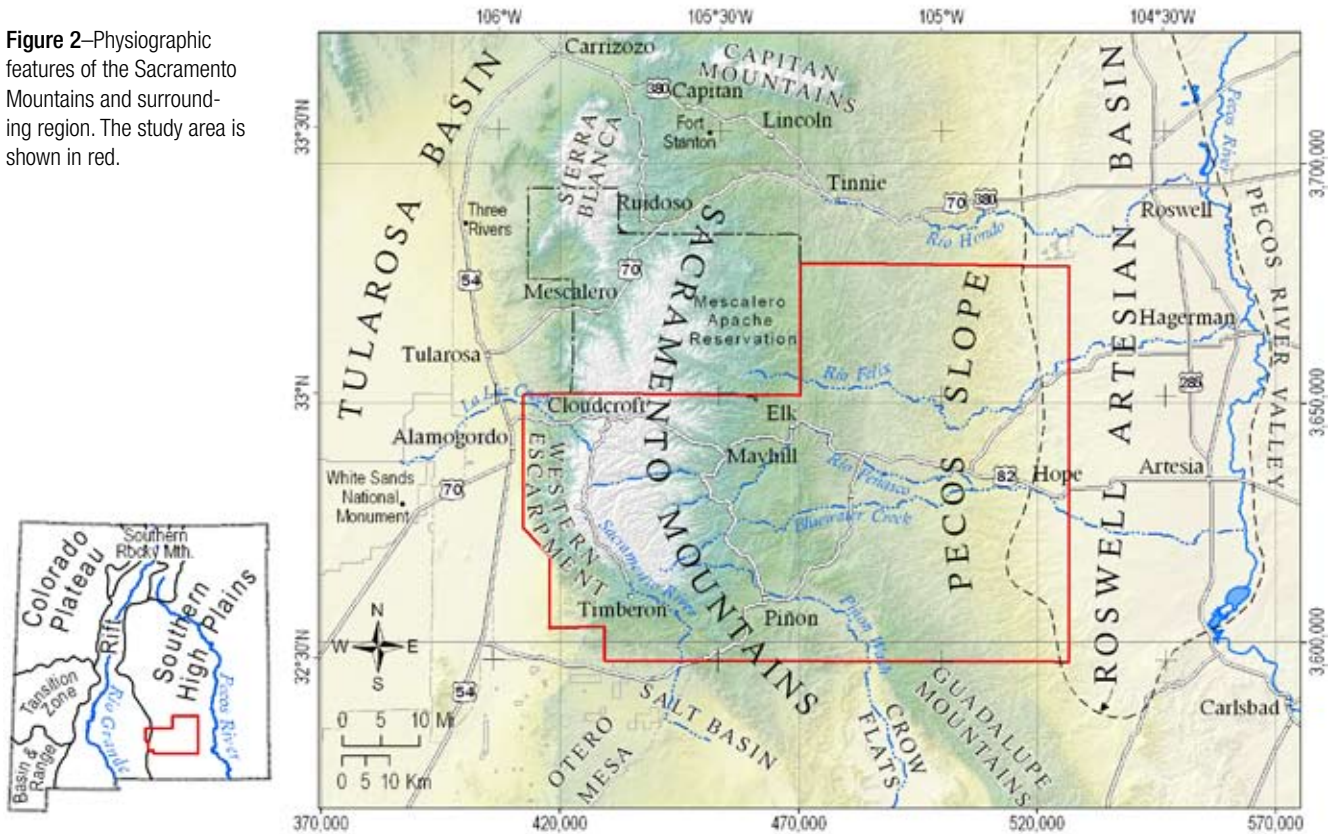 Figure 2–Physiographic
features of the Sacramento
Mountains and surround-
ing region. The study area is
shown in red.
106°W
105°30'W
105°W
104°30'W
33°30'N
33°N
32°30'N
3,700,000
3,650,000
3,600,000
370,000
420,000
470,000
520,000
570,000
TULAROSA BASIN
Carrizozo
CAPITAN
MOUNTAINS
380
Capitan
Fort
Stanton
Lincoln
SIERRA
BLANCA
Tinnie
Ruidoso
Three
Rivers
70
380
Roswell
Rio Hondo
Pecos River
PECOS RIVER VALLEY
54
70
Mescalero
SACRAMENTO MOUNTAINS
Mescalero
Apache
Reservation
PECOS SLOPE
ROSWELL ARTESIAN BASIN
Hagerman
Tularosa
Rio Felix
285
La Luz
Cloudcroft
Elk
Alamogordo
WESTERN
ESCARPMENT
Mayhill
Rio Peñasco
82
Hope
Artesia
White Sands
National
Monument
70
Bluewater Creek
Sacramento River
Timberon
Piñon
Piñon Wash
N
W
E
S
54
SALT BASIN
OTERO
MESA
CROW
FLATS
GUADALUPE
MOUNTAINS
Carlsbad
0 5 10 Mi
0 5 10 Km
Southern
Rocky Mth.
Colorado
Plateau
Rift
Southern
High Plains
Tansition
Zone
Rio Grande
Pecos River
Basin &
Range